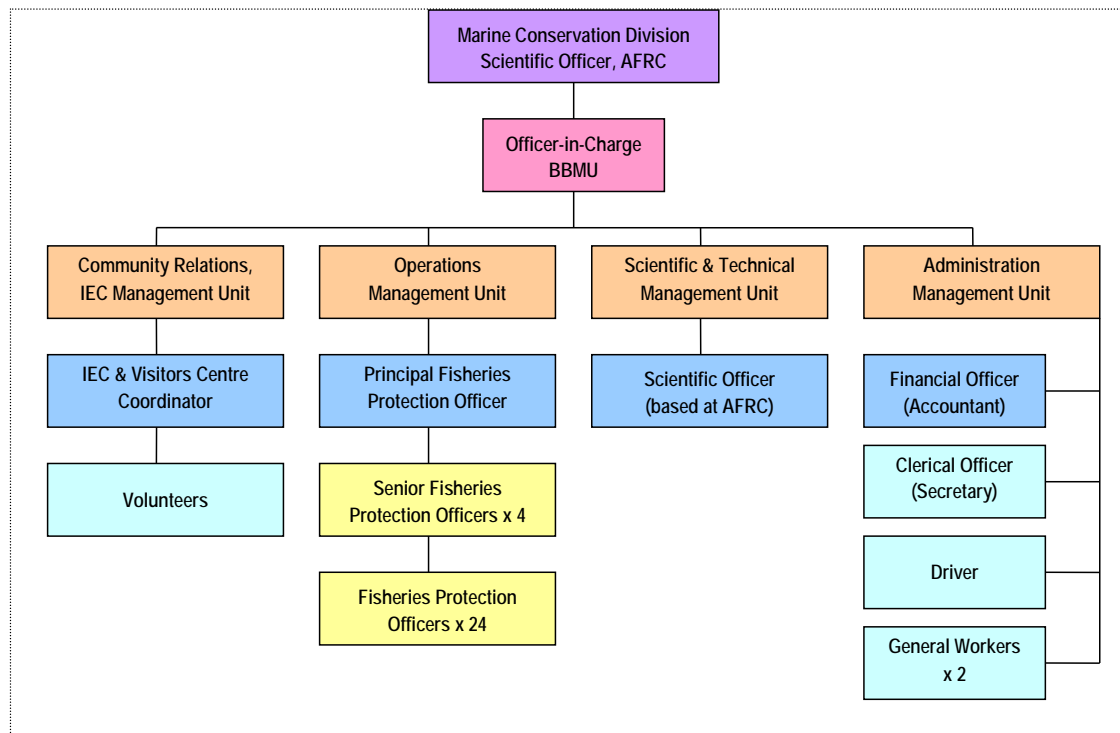 Marine Conservation Division
Scientific Officer, AFRC
Officer-in-Charge
BBMU
Community Relations,
IEC Management Unit
Operations
Management Unit
Scientific & Technical
Management Unit
Administration
Management Unit
IEC & Visitors Centre
Coordinator
Principal Fisheries
Protection Officer
Scientific Officer
(based at AFRC)
Financial Officer
(Accountant)
Volunteers
Senior Fisheries
Protection Officers x 4
Clerical Officer
(Secretary)
Fisheries Protection
Officers x 24
Driver
General Workers
x 2